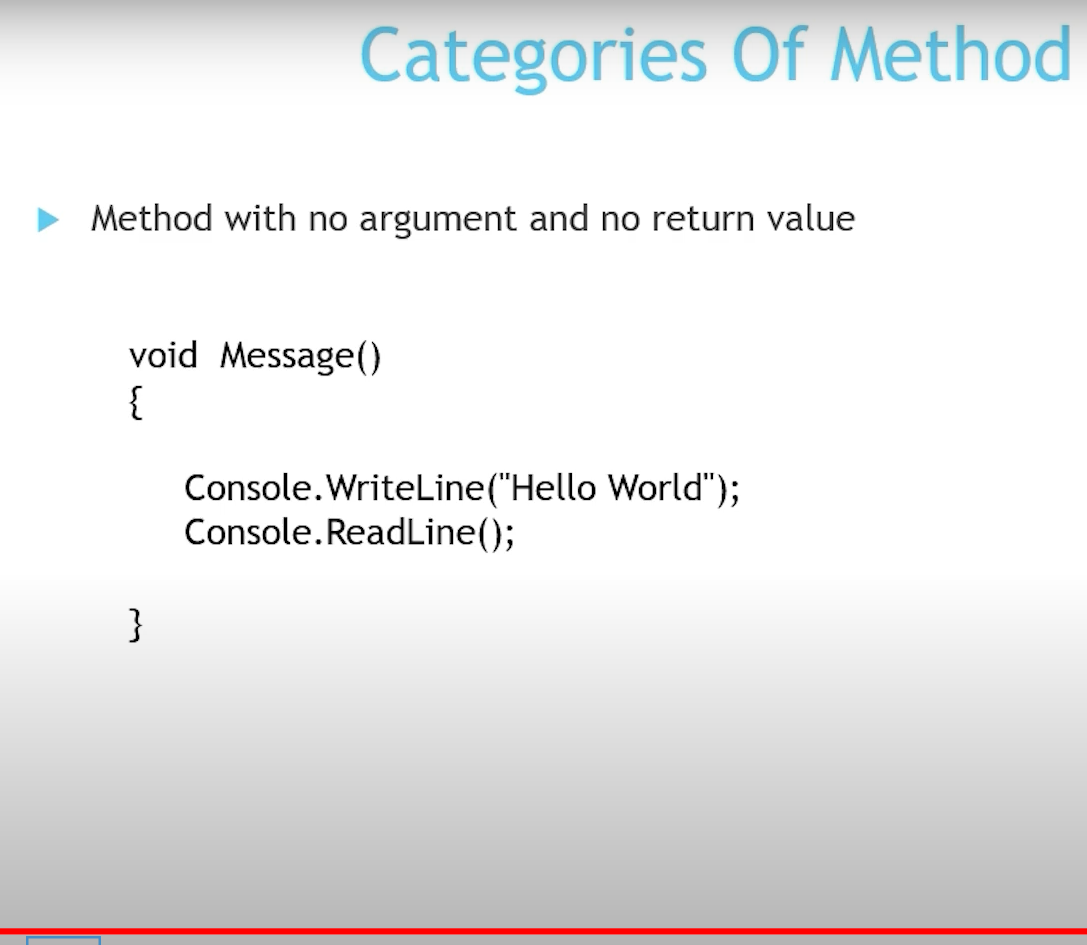 Categories Of Method
Method with no argument and no return value
void Message()
{
Console.WriteLine("Hello World");
Console.ReadLine();
}